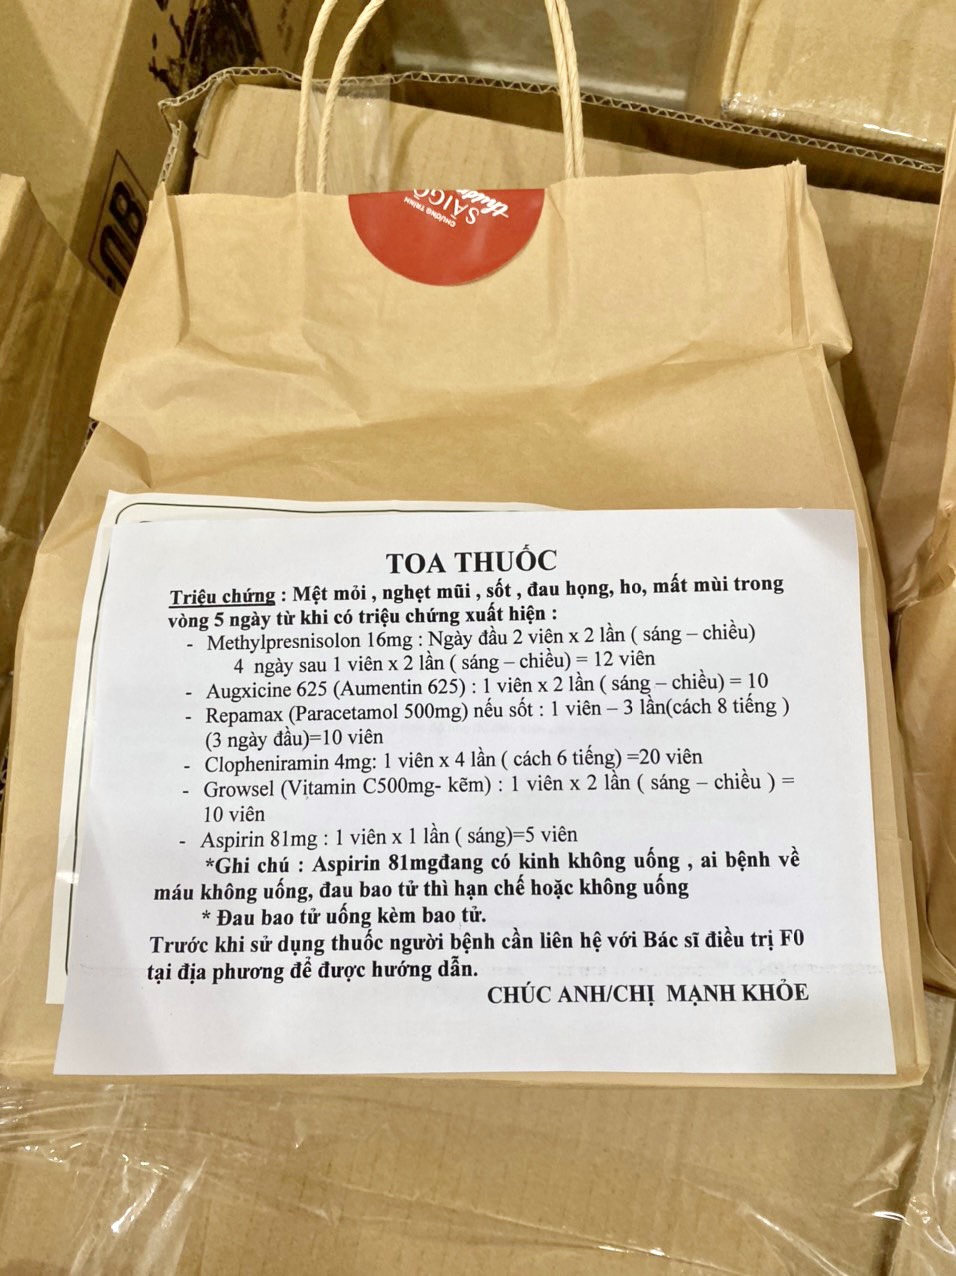 CHƯƠNG TRÌNH
SÀIGÒ
thươ
TOA THUỐC
Triệu chứng : Mệt mỏi , nghẹt mũi , sốt , đau họng, ho, mất mùi trong
vòng 5 ngày từ khi có triệu chứng xuất hiện :
- Methylpresnisolon 16mg : Ngày đầu 2 viên x 2 lần ( sáng – chiều)
4 ngày sau 1 viên x 2 lần ( sáng – chiều) = 12 viên
- Augxicine 625 (Aumentin 625) : 1 viên x 2 lần ( sáng – chiều) = 10
- Repamax (Paracetamol 500mg) nếu sốt : 1 viên – 3 lần(cách 8 tiếng )
(3 ngày đầu)=10 viên
- Clopheniramin 4mg: 1 viên x 4 lần ( cách 6 tiếng) =20 viên
- Growsel (Vitamin C500mg- kẽm) : 1 viên x 2 lần ( sáng – chiều ) =
10 viên
- Aspirin 81mg : 1 viên x 1 lần ( sáng)=5 viên
*Ghi chú : Aspirin 81mgđang có kinh không uống , ai bệnh về
máu không uống, đau bao tử thì hạn chế hoặc không uống
* Đau bao tử uống kèm bao tử.
Trước khi sử dụng thuốc người bệnh cần liên hệ với Bác sĩ điều trị F0
tại địa phương để được hướng dẫn.
CHÚC ANH/CHỊ MẠNH KHỎE